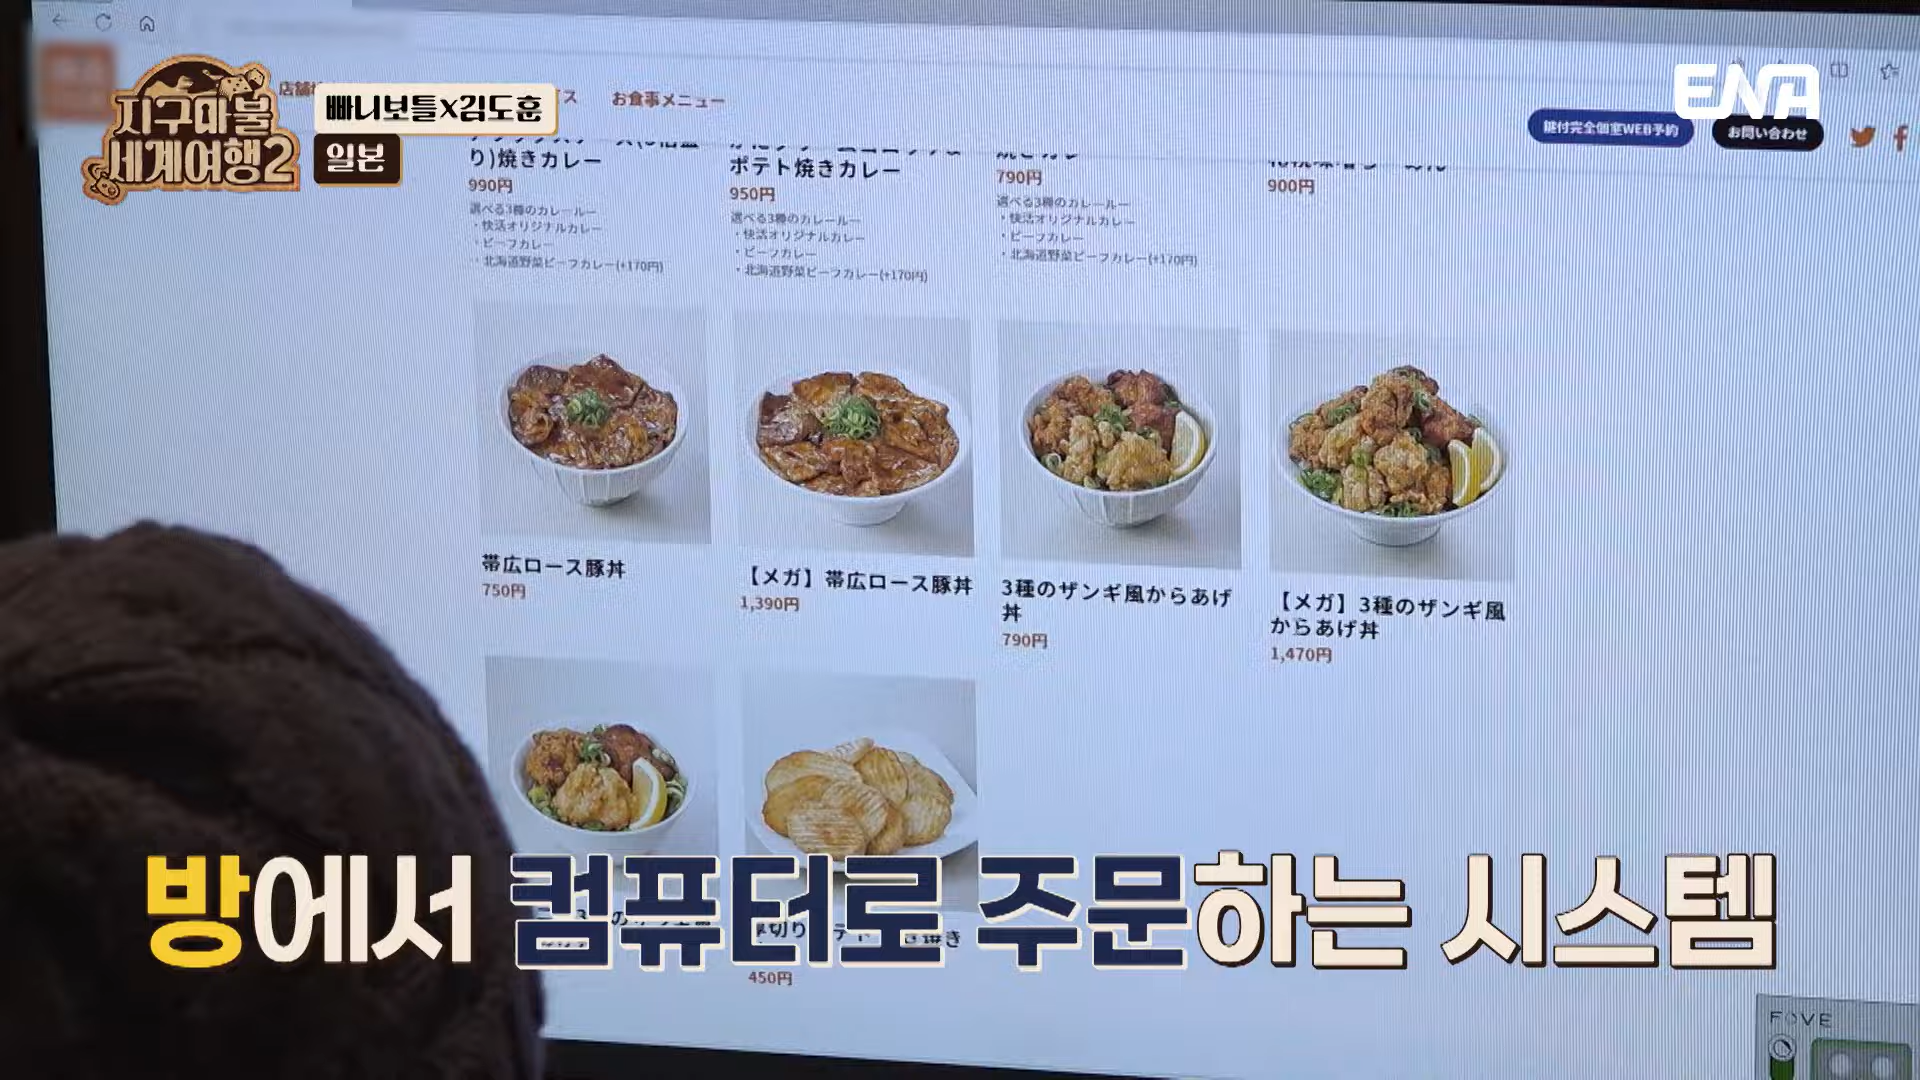 지구마불
세계여행2
빠니보틀X김도훈
일본
ENA
お食事メニュー
鍵付完全個室WEB予約
お問い合わせ
り)焼きカレー
990円
選べる3種のカレールー
・快活オリジナルカレー
・ビーフカレー
・北海道野菜ビーフカレー(+170円)
ポテト焼きカレー
950円
選べる3種のカレールー
・快活オリジナルカレー
・ビーフカレー
・北海道野菜ビーフカレー(+170円)
790円
選べる3種のカレールー
・快活オリジナルカレー
・ビーフカレー
・北海道野菜ビーフカレー(+170円)
900円
帯広ロース豚丼
750円
【メガ】帯広ロース豚丼
1,390円
3種のザンギ風からあげ
丼
790円
【メガ】3種のザンギ風
からあげ丼
1,470円
방에서 컴퓨터로 주문하는 시스템
450円
FOVE